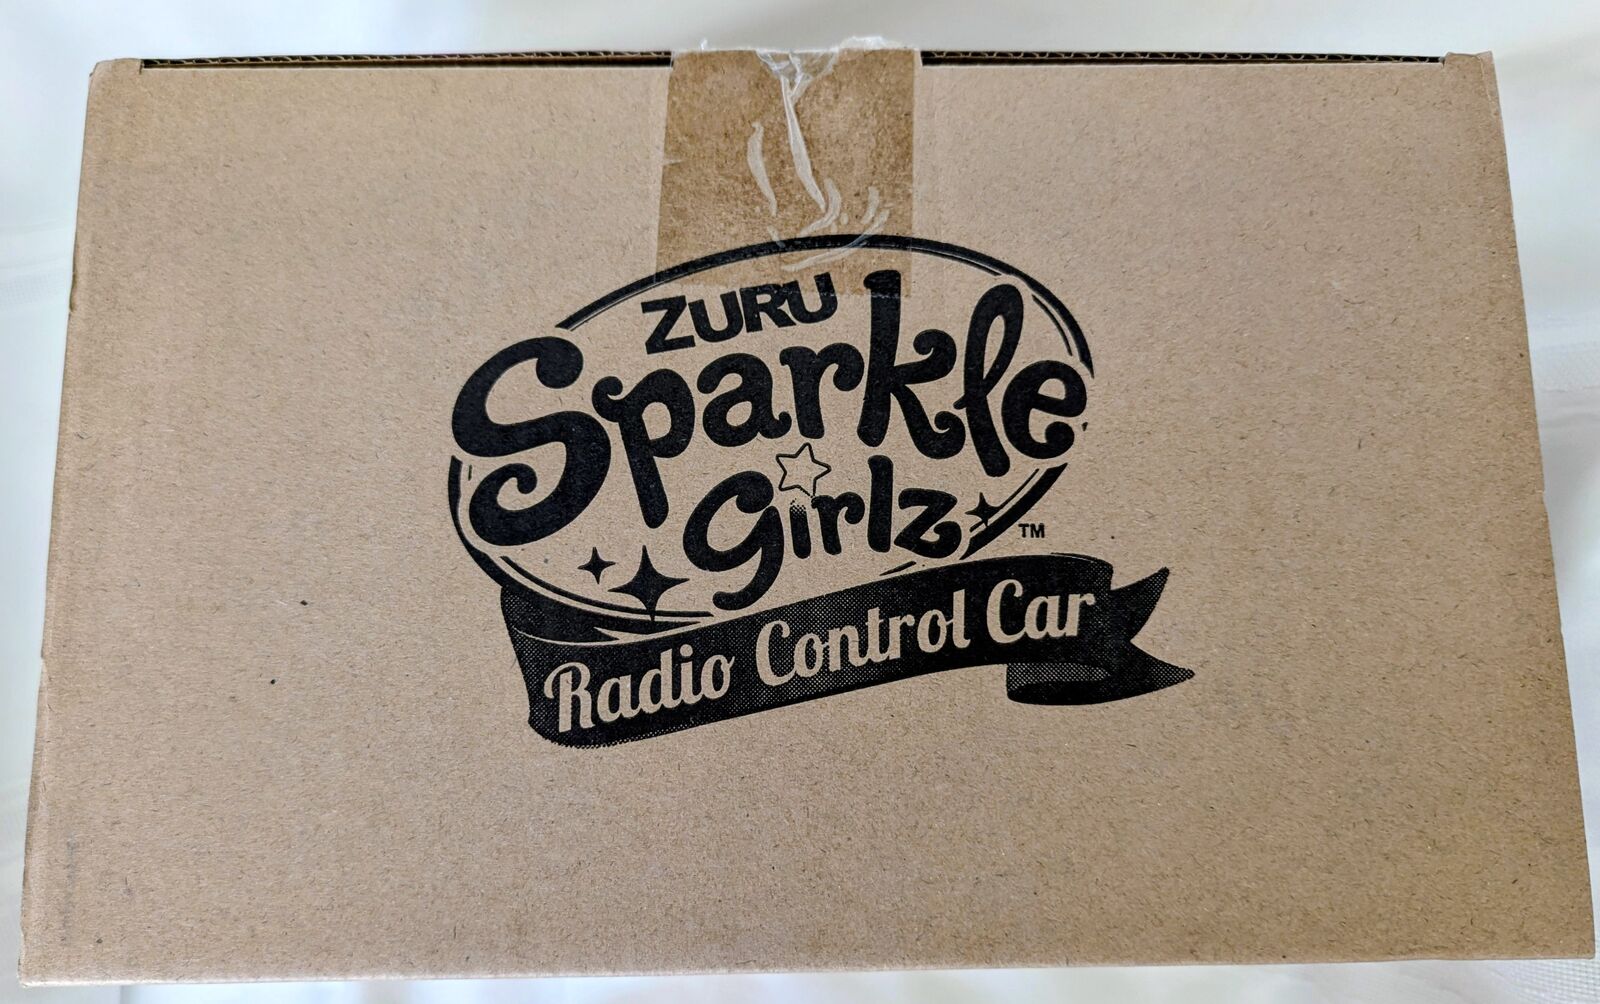 ZURU
Sparkle
Girlz
TM
Radio Control Car